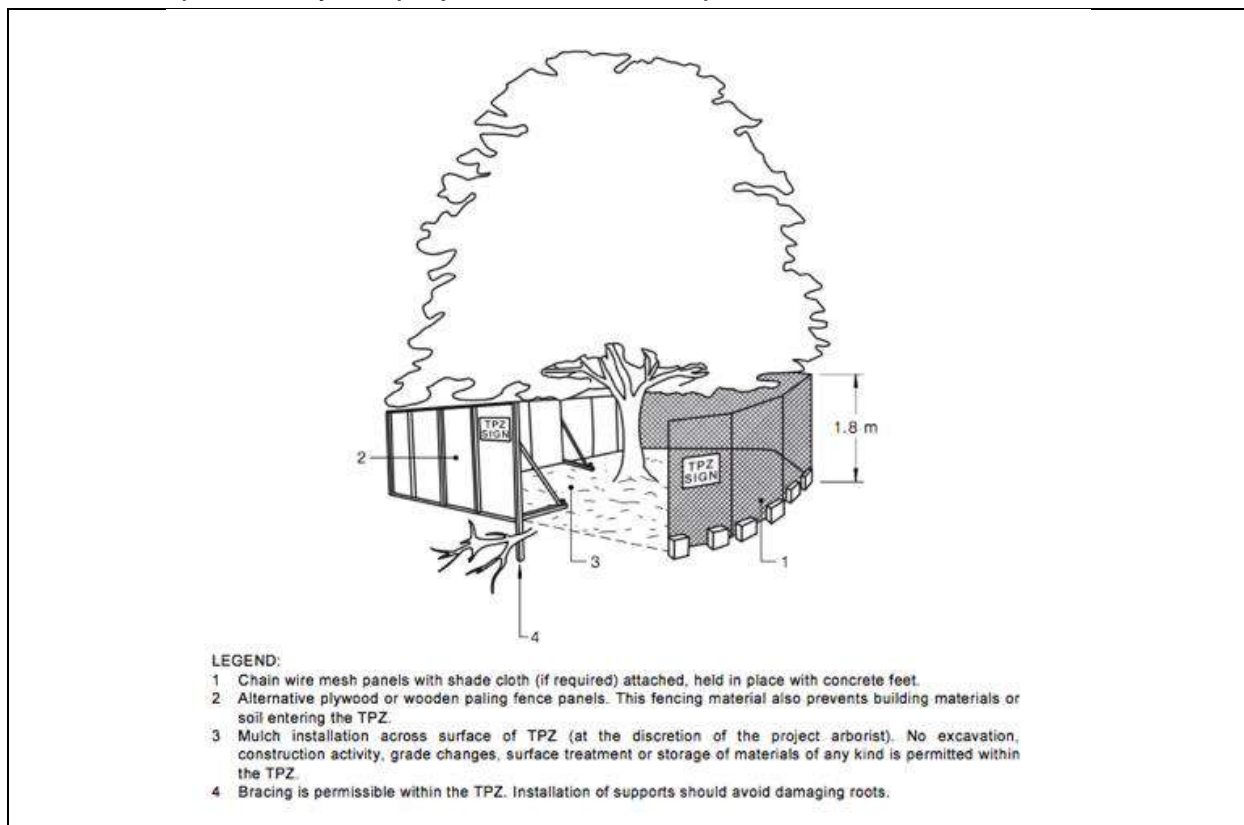 TPZ
SIGN
TPZ
SIGN
1.8 m
2
3
1
4
LEGEND:
1 Chain wire mesh panels with shade cloth (if required) attached, held in place with concrete feet.
2 Alternative plywood or wooden paling fence panels. This fencing material also prevents building materials or
soil entering the TPZ.
3 Mulch installation across surface of TPZ (at the discretion of the project arborist). No excavation,
construction activity, grade changes, surface treatment or storage of materials of any kind is permitted within
the TPZ.
4 Bracing is permissible within the TPZ. Installation of supports should avoid damaging roots.